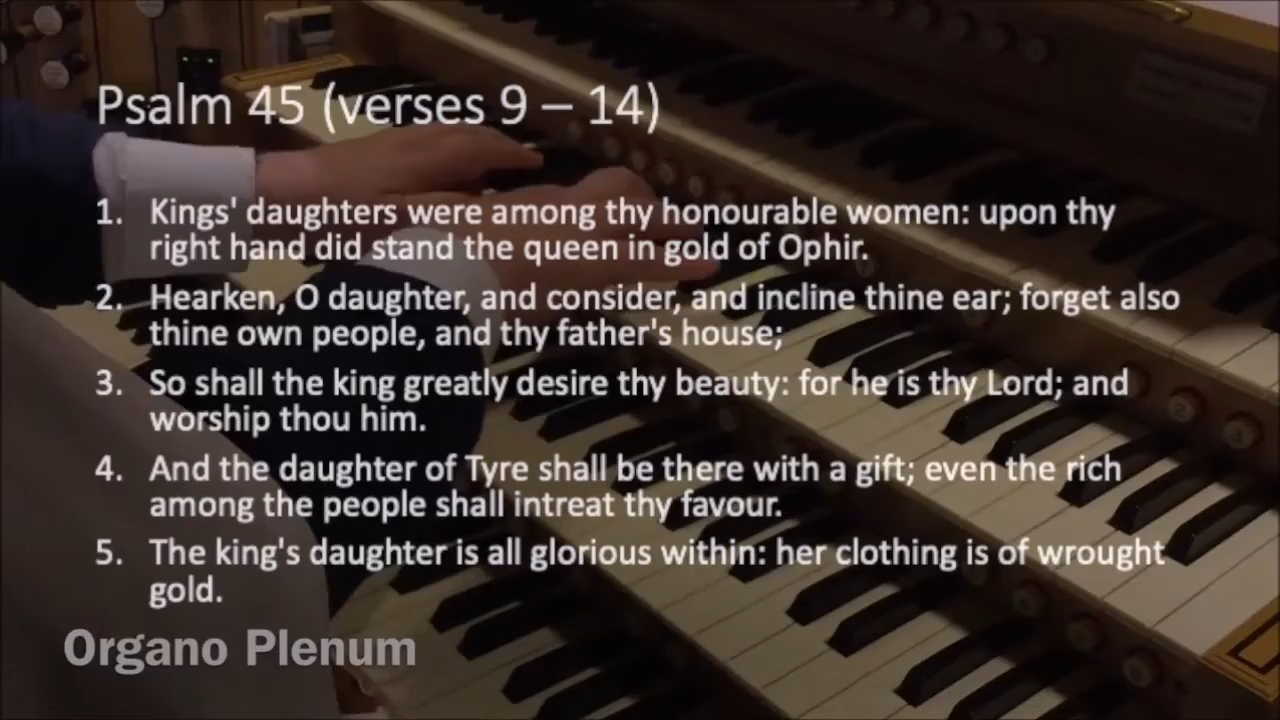 Psalm 45 (verses 9 – 14)
1. Kings' daughters were among thy honourable women: upon thy
right hand did stand the queen in gold of Ophir.
2. Hearken, O daughter, and consider, and incline thine ear; forget also
thine own people, and thy father's house;
3. So shall the king greatly desire thy beauty: for he is thy Lord; and
worship thou him.
4. And the daughter of Tyre shall be there with a gift; even the rich
among the people shall intreat thy favour.
5. The king's daughter is all glorious within: her clothing is of wrought
gold.
Organo Plenum